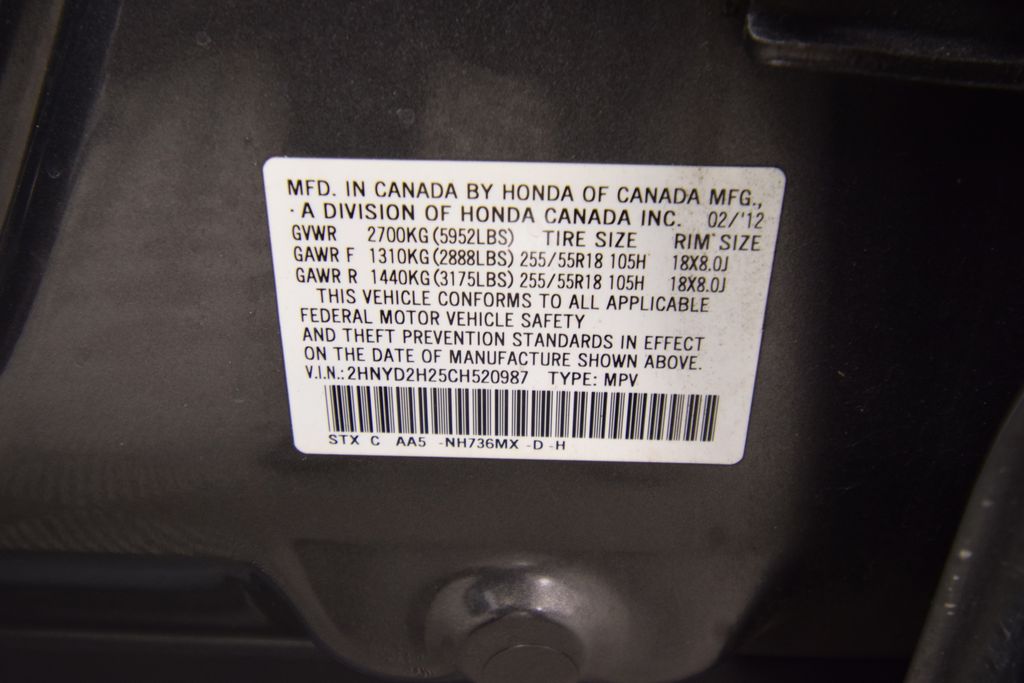 MFD. IN CANADA BY HONDA OF CANADA MFG.,
A DIVISION OF HONDA CANADA INC. 02/'12
GVWR 2700KG(5952LBS) TIRE SIZE RIM SIZE
GAWR F 1310KG(2888LBS) 255/55R18 105H 18X8.0J
GAWR R 1440KG(3175LBS) 255/55R18 105H 18X8.0J
THIS VEHICLE CONFORMS TO ALL APPLICABLE
FEDERAL MOTOR VEHICLE SAFETY
AND THEFT PREVENTION STANDARDS IN EFFECT
ON THE DATE OF MANUFACTURE SHOWN ABOVE.
V.I.N.:2HNYD2H25CH520987 TYPE: MPV
STX C AA5 -NH736MX -D -H